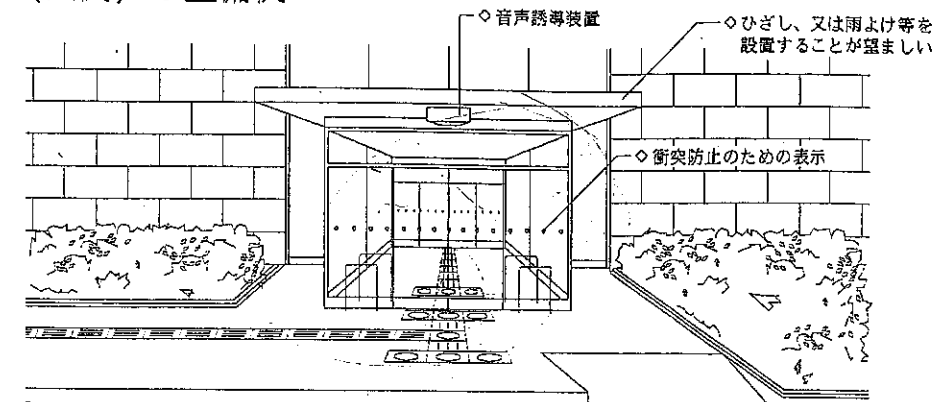 ◇音声誘導装置
◇ひざし、又は雨よけ等を
設置することが望ましい
◇衝突防止のための表示